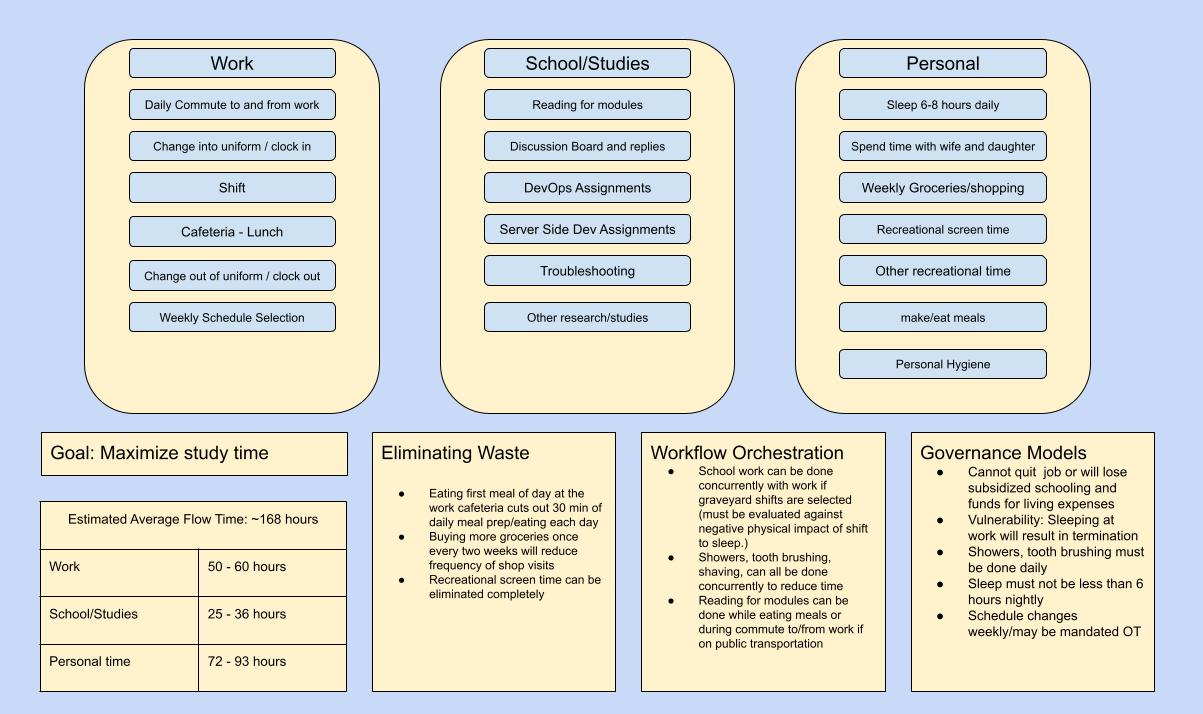 Work
Daily Commute to and from work
Change into uniform / clock in
Shift
Cafeteria - Lunch
Change out of uniform / clock out
Weekly Schedule Selection
School/Studies
Reading for modules
Discussion Board and replies
DevOps Assignments
Server Side Dev Assignments
Troubleshooting
Other research/studies
Personal
Sleep 6-8 hours daily
Spend time with wife and daughter
Weekly Groceries/shopping
Recreational screen time
Other recreational time
make/eat meals
Personal Hygiene
Goal: Maximize study time
Estimated Average Flow Time: ~168 hours
Work 50 - 60 hours
School/Studies 25 - 36 hours
Personal time 72 - 93 hours
Eliminating Waste
● Eating first meal of day at the
work cafeteria cuts out 30 min of
daily meal prep/eating each day
● Buying more groceries once
every two weeks will reduce
frequency of shop visits
● Recreational screen time can be
eliminated completely
Workflow Orchestration
● School work can be done
concurrently with work if
graveyard shifts are selected
(must be evaluated against
negative physical impact of shift
to sleep.)
● Showers, tooth brushing,
shaving, can all be done
concurrently to reduce time
● Reading for modules can be
done while eating meals or
during commute to/from work if
on public transportation
Governance Models
● Cannot quit job or will lose
subsidized schooling and
funds for living expenses
● Vulnerability: Sleeping at
work will result in termination
● Showers, tooth brushing must
be done daily
● Sleep must not be less than 6
hours nightly
● Schedule changes
weekly/may be mandated OT